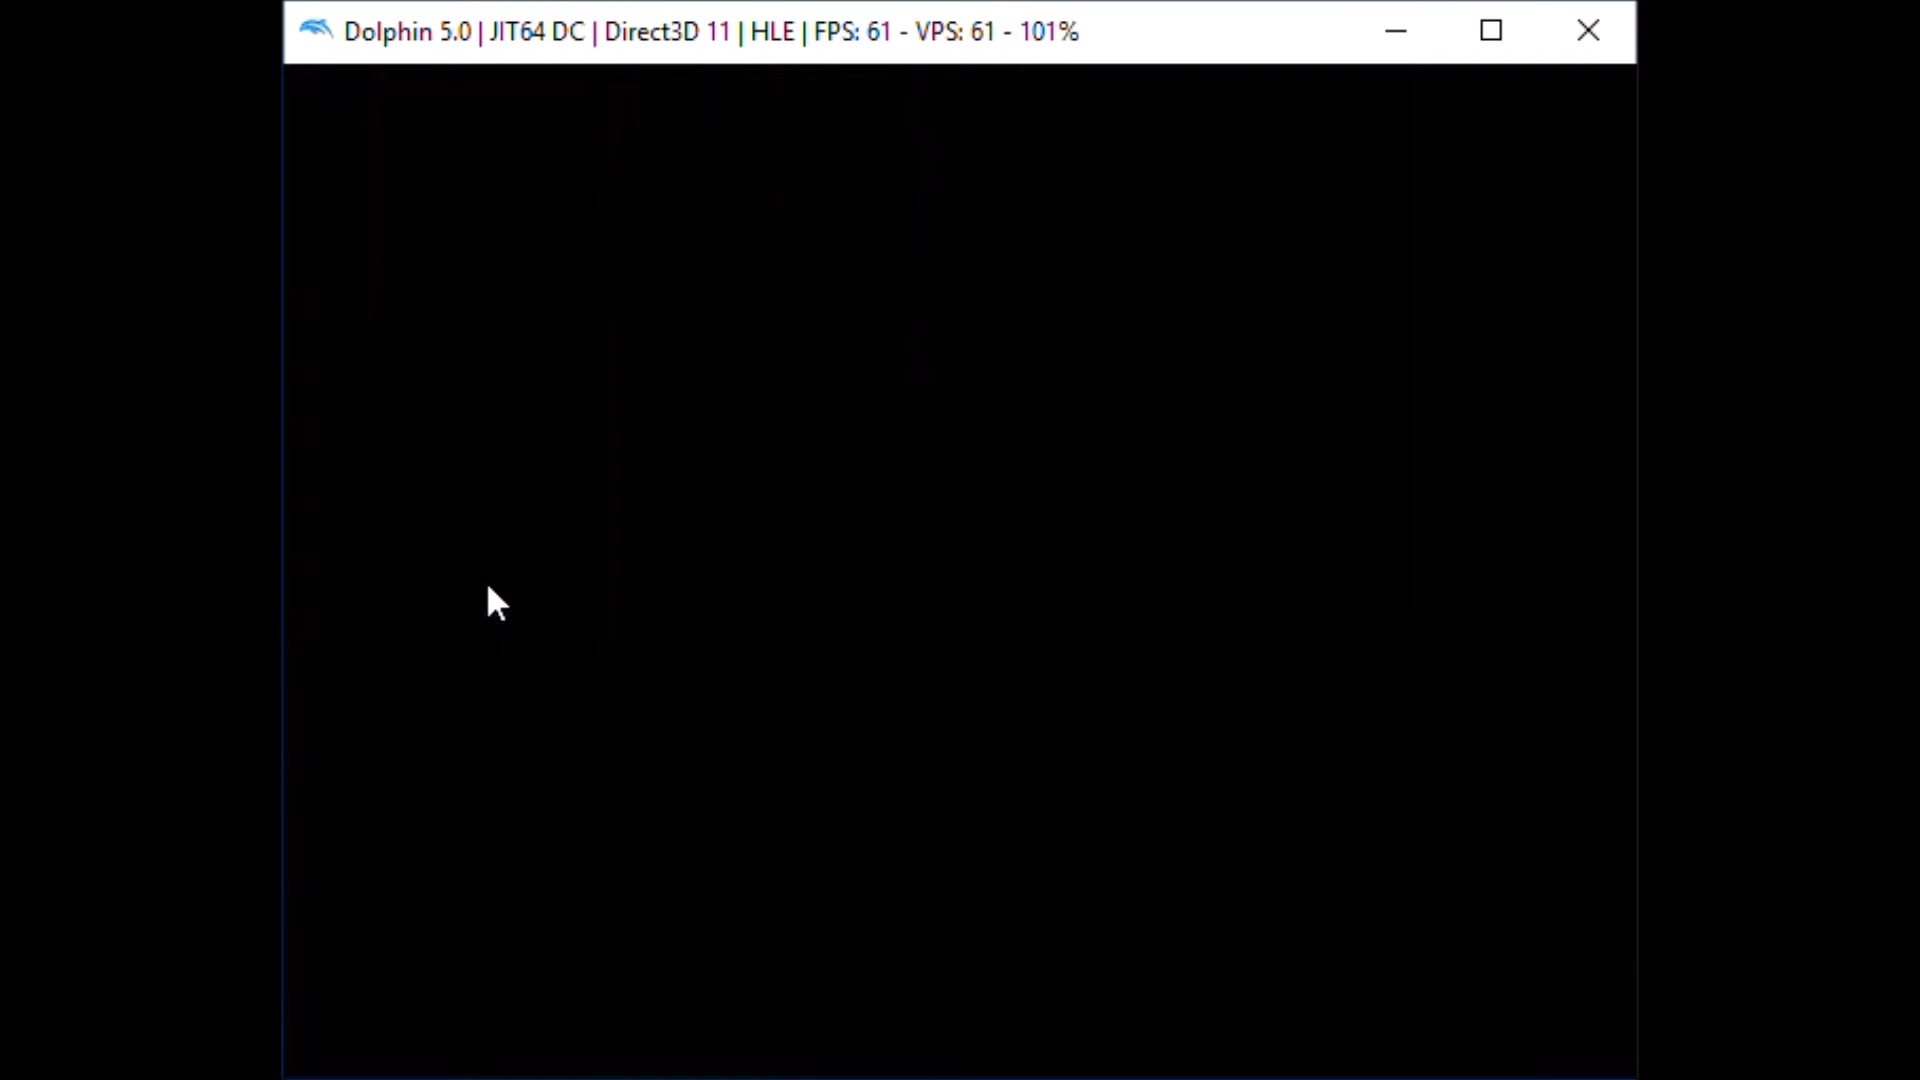 Dolphin 5.0 | JIT64 DC | Direct3D 11 | HLE | FPS: 61 - VPS: 61 - 101%